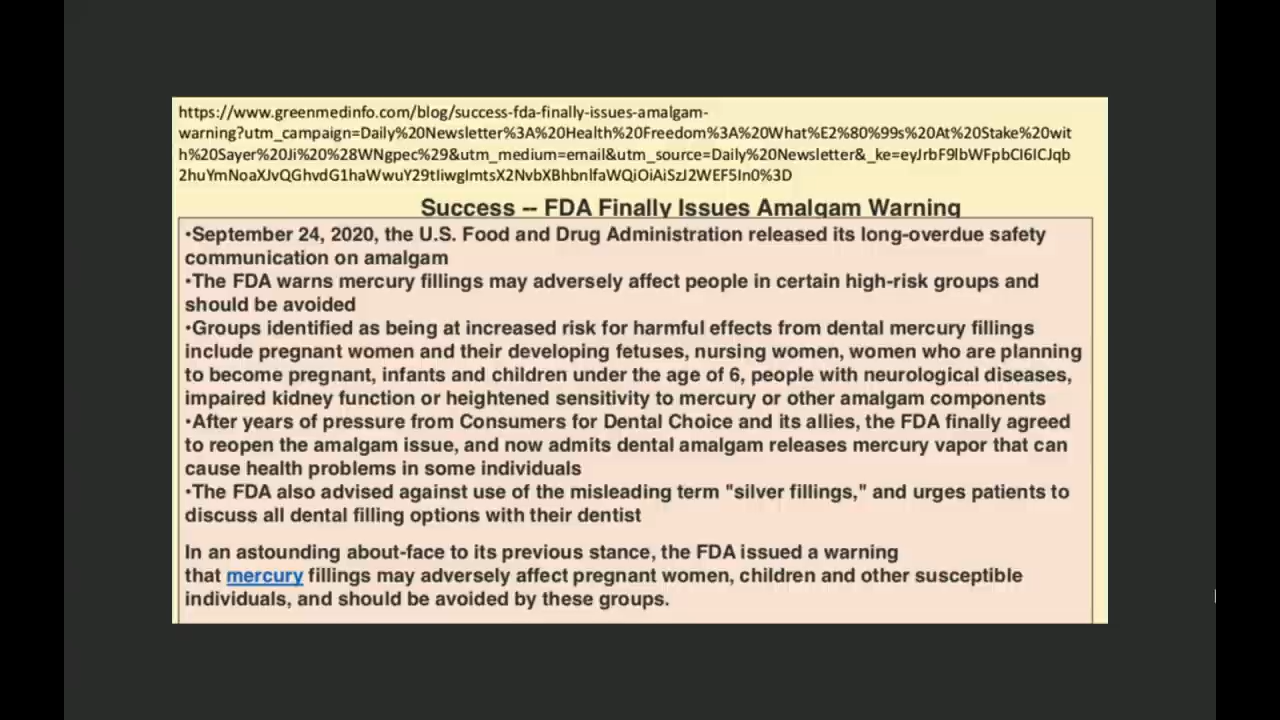 https://www.greenmedinfo.com/blog/success-fda-finally-issues-amalgam-
warning?utm_campaign=Daily%20Newsletter%3A%20Health%20Freedom%3A%20What%E2%80%99s%20At%20Stake%20wit
h%20Sayer%20Ji%20%28WNgpec%29&utm_medium=email&utm_source=Daily%20Newsletter&_ke=eyJrbF9lbWFpbCI6ICJqb
2huYmNoaXJvQGhvdG1haWwuY29tIiwgImtsX2NvbXBhbnlfaWQiOiAiSzJ2WEF5In0%3D
Success -- FDA Finally Issues Amalgam Warning
•September 24, 2020, the U.S. Food and Drug Administration released its long-overdue safety
communication on amalgam
•The FDA warns mercury fillings may adversely affect people in certain high-risk groups and
should be avoided
•Groups identified as being at increased risk for harmful effects from dental mercury fillings
include pregnant women and their developing fetuses, nursing women, women who are planning
to become pregnant, infants and children under the age of 6, people with neurological diseases,
impaired kidney function or heightened sensitivity to mercury or other amalgam components
•After years of pressure from Consumers for Dental Choice and its allies, the FDA finally agreed
to reopen the amalgam issue, and now admits dental amalgam releases mercury vapor that can
cause health problems in some individuals
•The FDA also advised against use of the misleading term "silver fillings," and urges patients to
discuss all dental filling options with their dentist
In an astounding about-face to its previous stance, the FDA issued a warning
that mercury fillings may adversely affect pregnant women, children and other susceptible
individuals, and should be avoided by these groups.